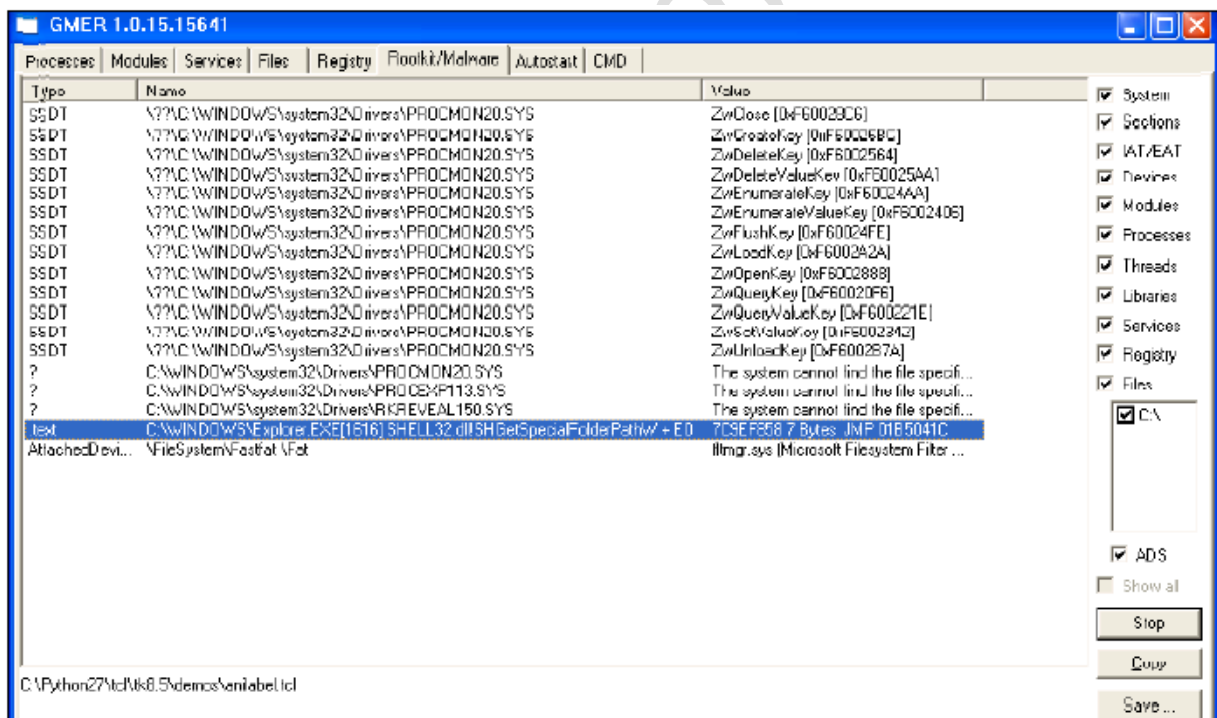 GMER 1.0.15.15641
Processes Modules Services Files Registry Rootkit/Malware Autostart CMD
Type Name Value
SSDT \??\C:\WINDOWS\system32\Drivers\PROCMON20.SYS ZwClose
SSDT \??\C:\WINDOWS\system32\Drivers\PROCMON20.SYS ZwCreateKey
SSDT \??\C:\WINDOWS\system32\Drivers\PROCMON20.SYS ZwDeleteKey [0xF6002564]
SSDT \??\C:\WINDOWS\system32\Drivers\PROCMON20.SYS ZwDeleteValueKey [0xF60025AA]
SSDT \??\C:\WINDOWS\system32\Drivers\PROCMON20.SYS ZwEnumerateKey [0xF60024AA]
SSDT \??\C:\WINDOWS\system32\Drivers\PROCMON20.SYS ZwEnumerateValueKey
SSDT \??\C:\WINDOWS\system32\Drivers\PROCMON20.SYS ZwFlushKey [0xF60024FE]
SSDT \??\C:\WINDOWS\system32\Drivers\PROCMON20.SYS ZwLoadKey [0xF6002A2A]
SSDT \??\C:\WINDOWS\system32\Drivers\PROCMON20.SYS ZwOpenKey
SSDT \??\C:\WINDOWS\system32\Drivers\PROCMON20.SYS ZwQueryKey [0xF60020F6]
SSDT \??\C:\WINDOWS\system32\Drivers\PROCMON20.SYS ZwQueryValueKey [0xF600221E]
SSDT \??\C:\WINDOWS\system32\Drivers\PROCMON20.SYS ZwSetValueKey [0xF6002342]
SSDT \??\C:\WINDOWS\system32\Drivers\PROCMON20.SYS ZwUnloadKey [0xF6002B7A]
? C:\WINDOWS\system32\Drivers\PROCMON20.SYS The system cannot find the file specifi...
? C:\WINDOWS\system32\Drivers\PROCEXP113.SYS The system cannot find the file specifi...
? C:\WINDOWS\system32\Drivers\RKREVEAL150.SYS The system cannot find the file specifi...
.text C:\WINDOWS\Explorer.EXE[1616] SHELL32.dll!SHGetSpecialFolderPathW + E0 7C9EF858 7 Bytes JMP 01B5041C
AttachedDevi... \FileSystem\Fastfat \Fat fltmgr.sys (Microsoft Filesystem Filter ...
System
Sections
IAT/EAT
Devices
Modules
Processes
Threads
Libraries
Services
Registry
Files
C:\
ADS
Show all
Stop
Copy
Save ...
C:\Python27\tcl\tk8.5\demos\anilabel.tcl